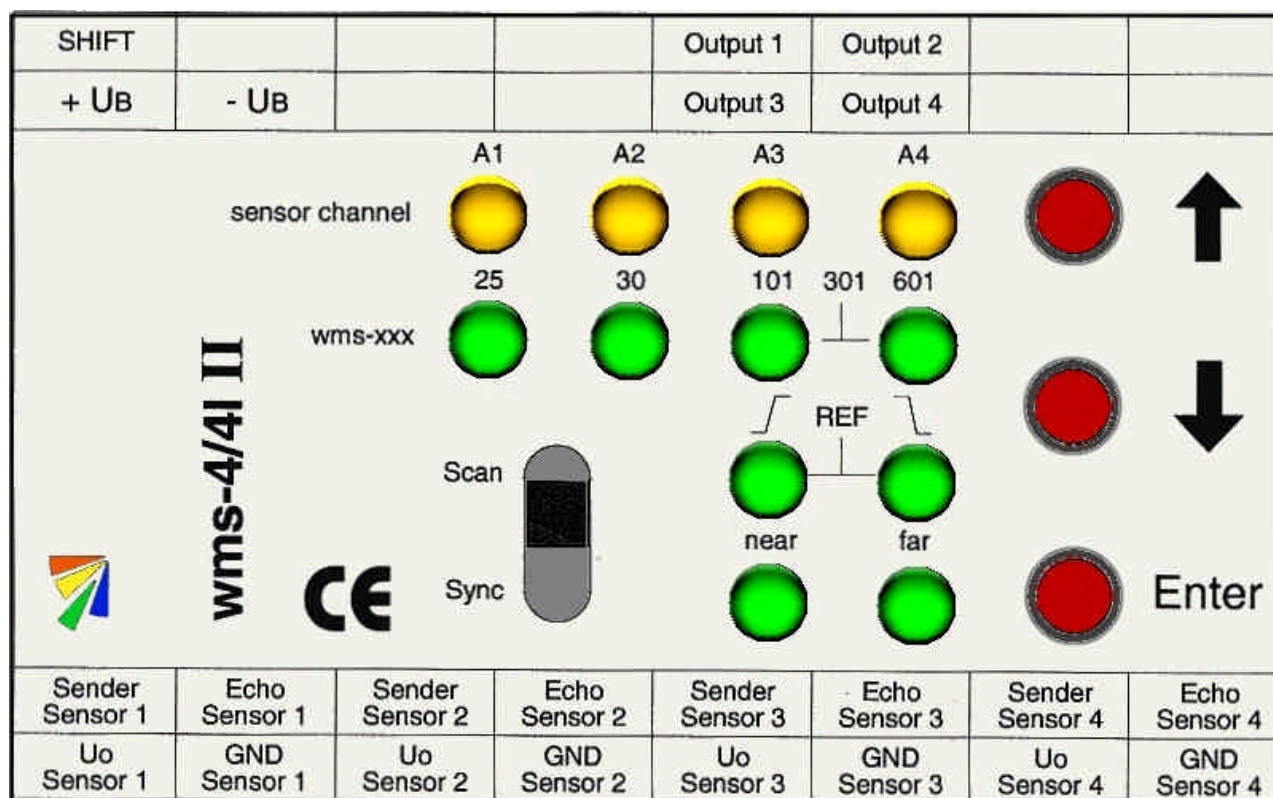 SHIFT Output 1 Output 2
+ UB - UB Output 3 Output 4
A1 A2 A3 A4
sensor channel
25 30 101 301 601
wms-xxx
REF
Scan
near far
Sync
Enter
wms-4/4I II
CE
Sender Echo Sender Echo Sender Echo Sender Echo
Sensor 1 Sensor 1 Sensor 2 Sensor 2 Sensor 3 Sensor 3 Sensor 4 Sensor 4
Uo GND Uo GND Uo GND Uo GND
Sensor 1 Sensor 1 Sensor 2 Sensor 2 Sensor 3 Sensor 3 Sensor 4 Sensor 4